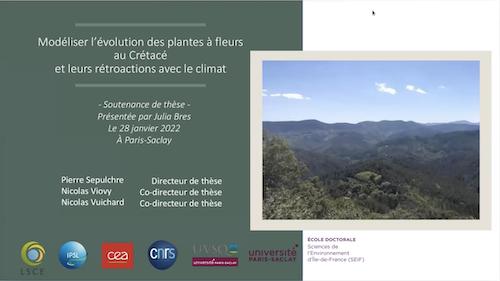 Modéliser l'évolution des plantes à fleurs
au Crétacé
et leurs rétroactions avec le climat
- Soutenance de thèse -
Présentée par Julia Bres
Le 28 janvier 2022
À Paris-Saclay
Pierre Sepulchre Directeur de thèse
Nicolas Viovy Co-directeur de thèse
Nicolas Vuichard Co-directeur de thèse
LSCE
IPSL
cea
cnrs
UVSQ
université PARIS-SACLAY
université
PARIS-SACLAY
ÉCOLE DOCTORALE
Sciences de
l'Environnement
d'Île-de-France (SEIF)